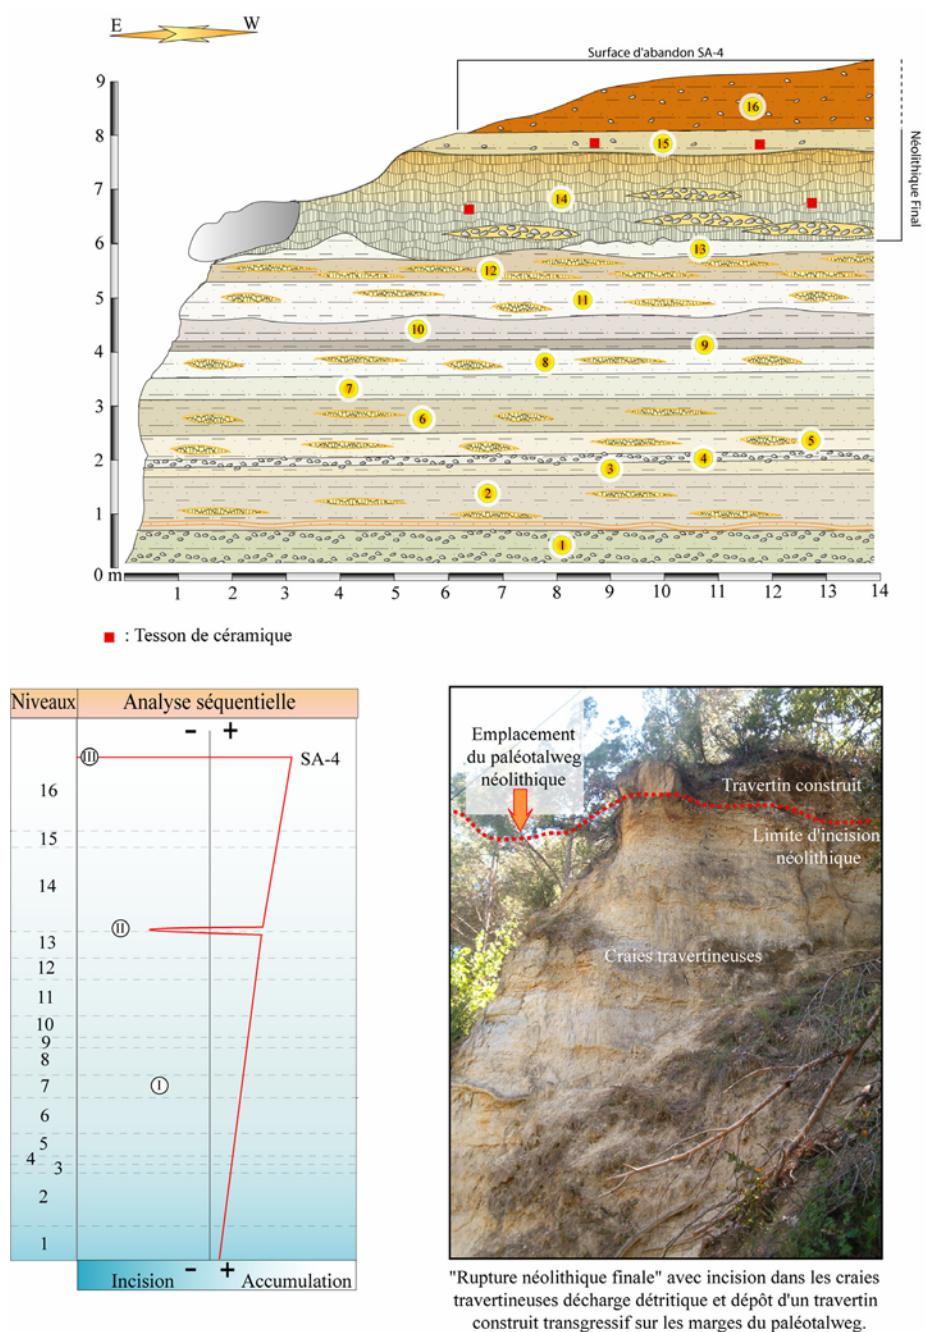 E W
Surface d'abandon SA-4
9
8
7
6
5
4
3
2
1
0 m
16
15
14
13
12
11
10
9
8
7
6
5
4
3
2
1
Néolithique Final
1 2 3 4 5 6 7 8 9 10 11 12 13 14
: Tesson de céramique
Niveaux
Analyse séquentielle
- +
III
SA-4
16
15
14
II
13
12
11
10
9
8
7
I
6
5
4
3
2
1
- +
Incision Accumulation
Emplacement
du paléotalweg
néolithique
Travertin construit
Limite d'incision
néolithique
Craies travertineuses
"Rupture néolithique finale" avec incision dans les craies
travertineuses décharge détritique et dépôt d'un travertin
construit transgressif sur les marges du paléotalweg.